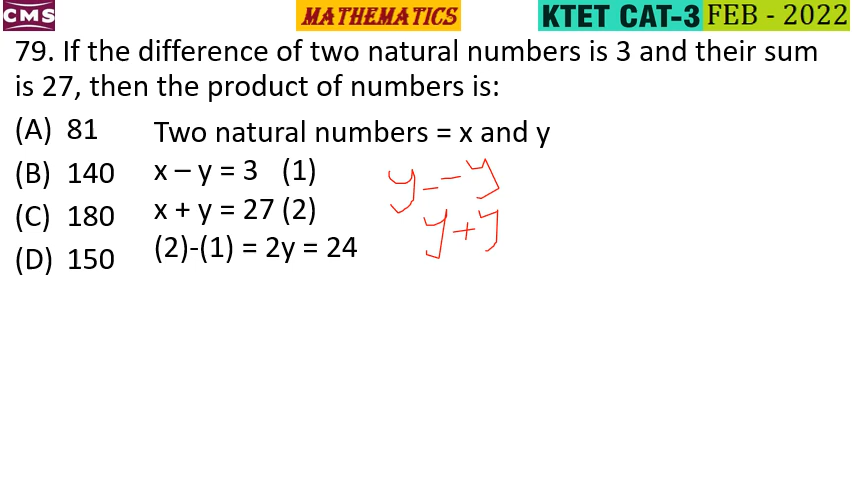 CMS
MATHEMATICS
KTET CAT-3 FEB - 2022
79. If the difference of two natural numbers is 3 and their sum
is 27, then the product of numbers is:
(A) 81
(B) 140
(C) 180
(D) 150
Two natural numbers = x and y
x – y = 3 (1)
x + y = 27 (2)
(2)-(1) = 2y = 24
y - - y
y + y